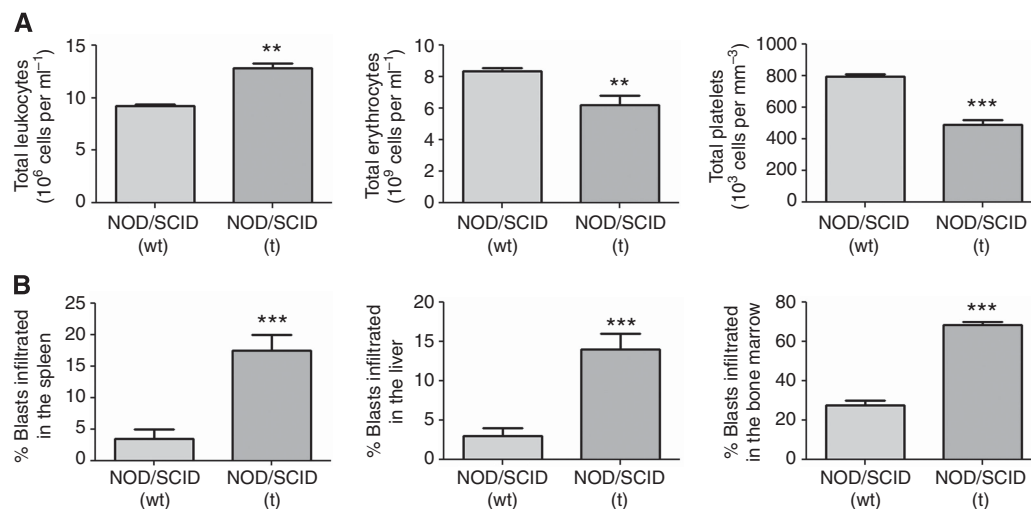 A
Total leukocytes
(10⁶ cells per ml⁻¹)
15
10
5
0
**
NOD/SCID
(wt)
NOD/SCID
(t)
Total erythrocytes
(10⁹ cells per ml⁻¹)
10
8
6
4
2
0
**
NOD/SCID
(wt)
NOD/SCID
(t)
Total platelets
(10³ cells per mm⁻³)
1000
800
600
400
200
0
***
NOD/SCID
(wt)
NOD/SCID
(t)
B
% Blasts infiltrated
in the spleen
25
20
15
10
5
0
***
NOD/SCID
(wt)
NOD/SCID
(t)
% Blasts infiltrated
in the liver
20
15
10
5
0
***
NOD/SCID
(wt)
NOD/SCID
(t)
% Blasts infiltrated
in the bone marrow
80
60
40
20
0
***
NOD/SCID
(wt)
NOD/SCID
(t)